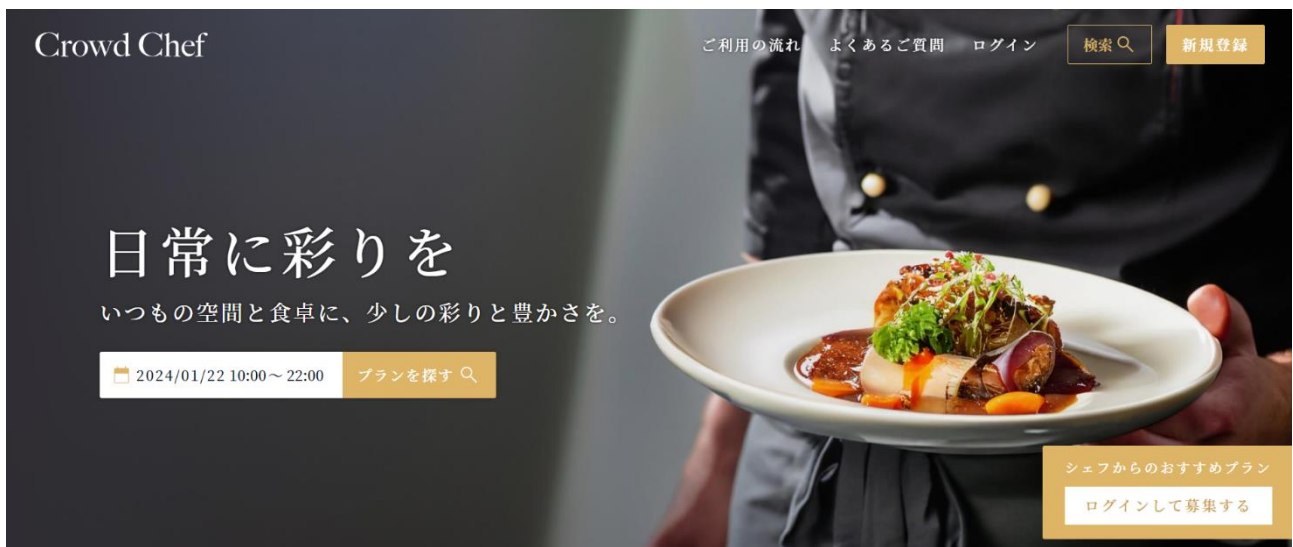 Crowd Chef
ご利用の流れ よくあるご質問 ログイン 検索 新規登録
日常に彩りを
いつもの空間と食卓に、少しの彩りと豊かさを。
2024/01/22 10:00～22:00 プランを探す
シェフからのおすすめプラン
ログインして募集する